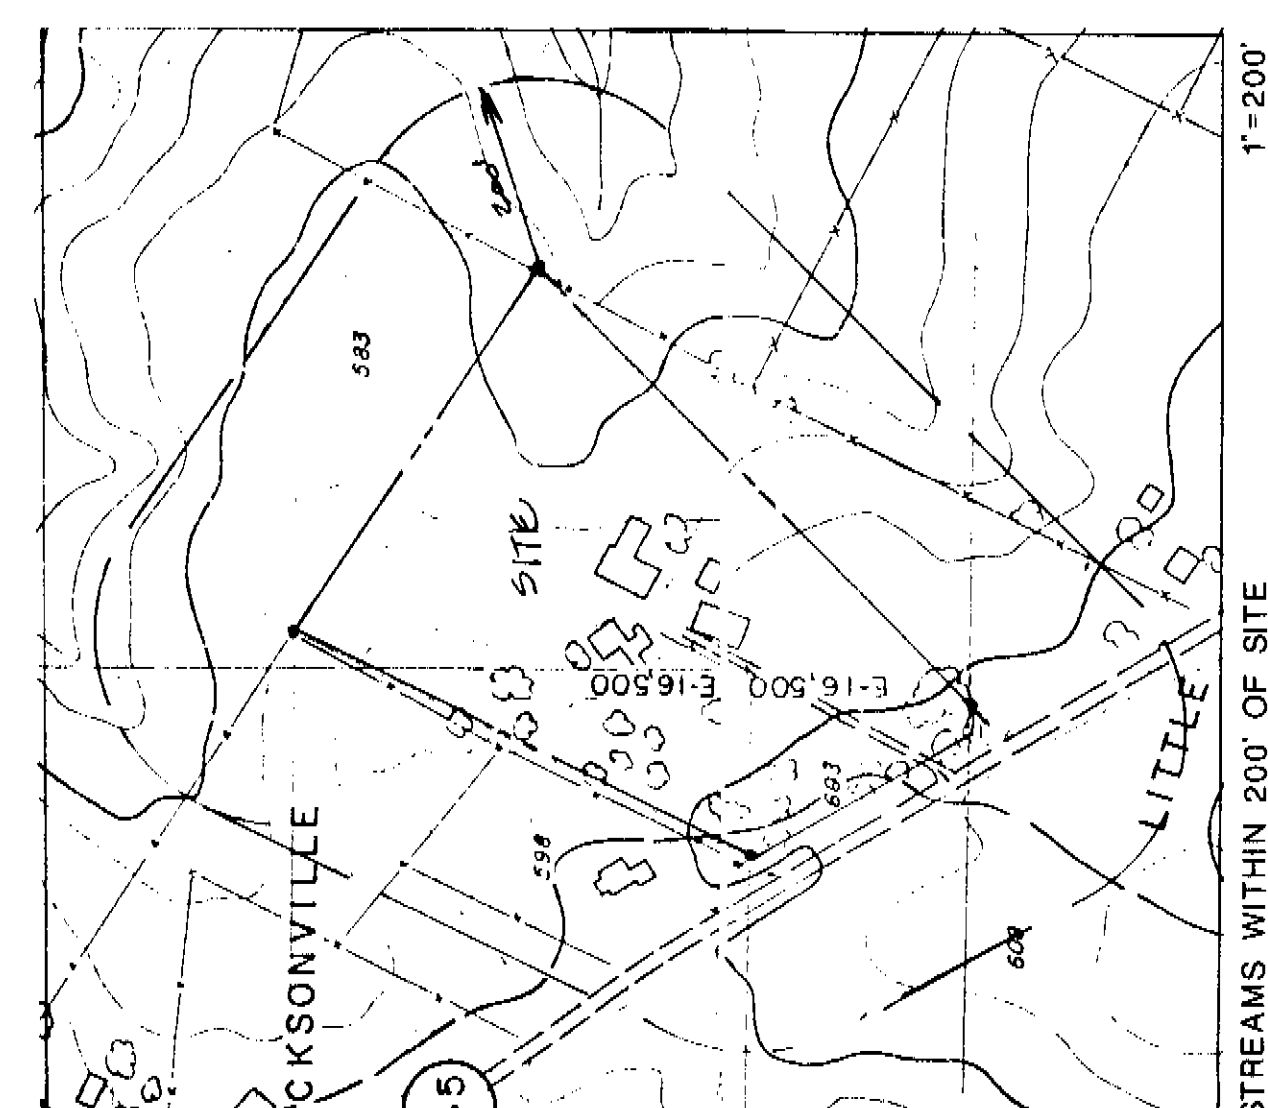 1"=200'
200'
583
SITE
E-16,500
E-16,500
683
LITTLE
598
CKSONVILLE
608
STREAMS WITHIN 200' OF SITE